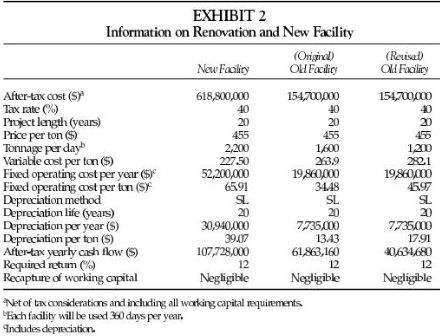 EXHIBIT 2
Information on Renovation and New Facility
New Facility (Original) Old Facility (Revised) Old Facility
After-tax cost ($)a 618,800,000 154,700,000 154,700,000
Tax rate (%) 40 40 40
Project length (years) 20 20 20
Price per ton ($) 455 455 455
Tonnage per dayb 2,200 1,600 1,200
Variable cost per ton ($) 227.50 263.9 282.1
Fixed operating cost per year ($)c 52,200,000 19,860,000 19,860,000
Fixed operating cost per ton ($)c 65.91 34.48 45.97
Depreciation method SL SL SL
Depreciation life (years) 20 20 20
Depreciation per year ($) 30,940,000 7,735,000 7,735,000
Depreciation per ton ($) 39.07 13.43 17.91
After-tax yearly cash flow ($) 107,728,000 61,863,160 40,634,680
Required return (%) 12 12 12
Recapture of working capital Negligible Negligible Negligible
aNet of tax considerations and including all working capital requirements.
bEach facility will be used 360 days per year.
cIncludes depreciation.